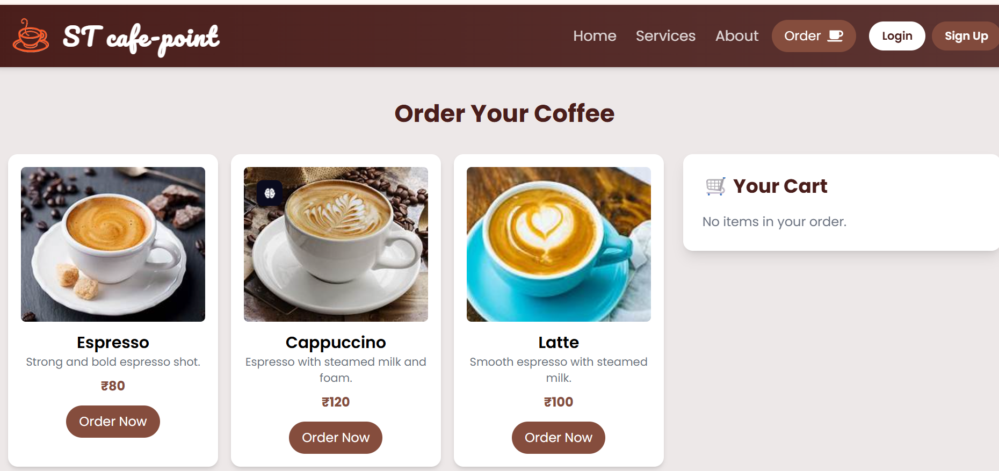 ST cafe-point
Home
Services
About
Order
Login
Sign Up
Order Your Coffee
Espresso
Strong and bold espresso shot.
₹80
Order Now
Cappuccino
Espresso with steamed milk and
foam.
₹120
Order Now
Latte
Smooth espresso with steamed
milk.
₹100
Order Now
Your Cart
No items in your order.